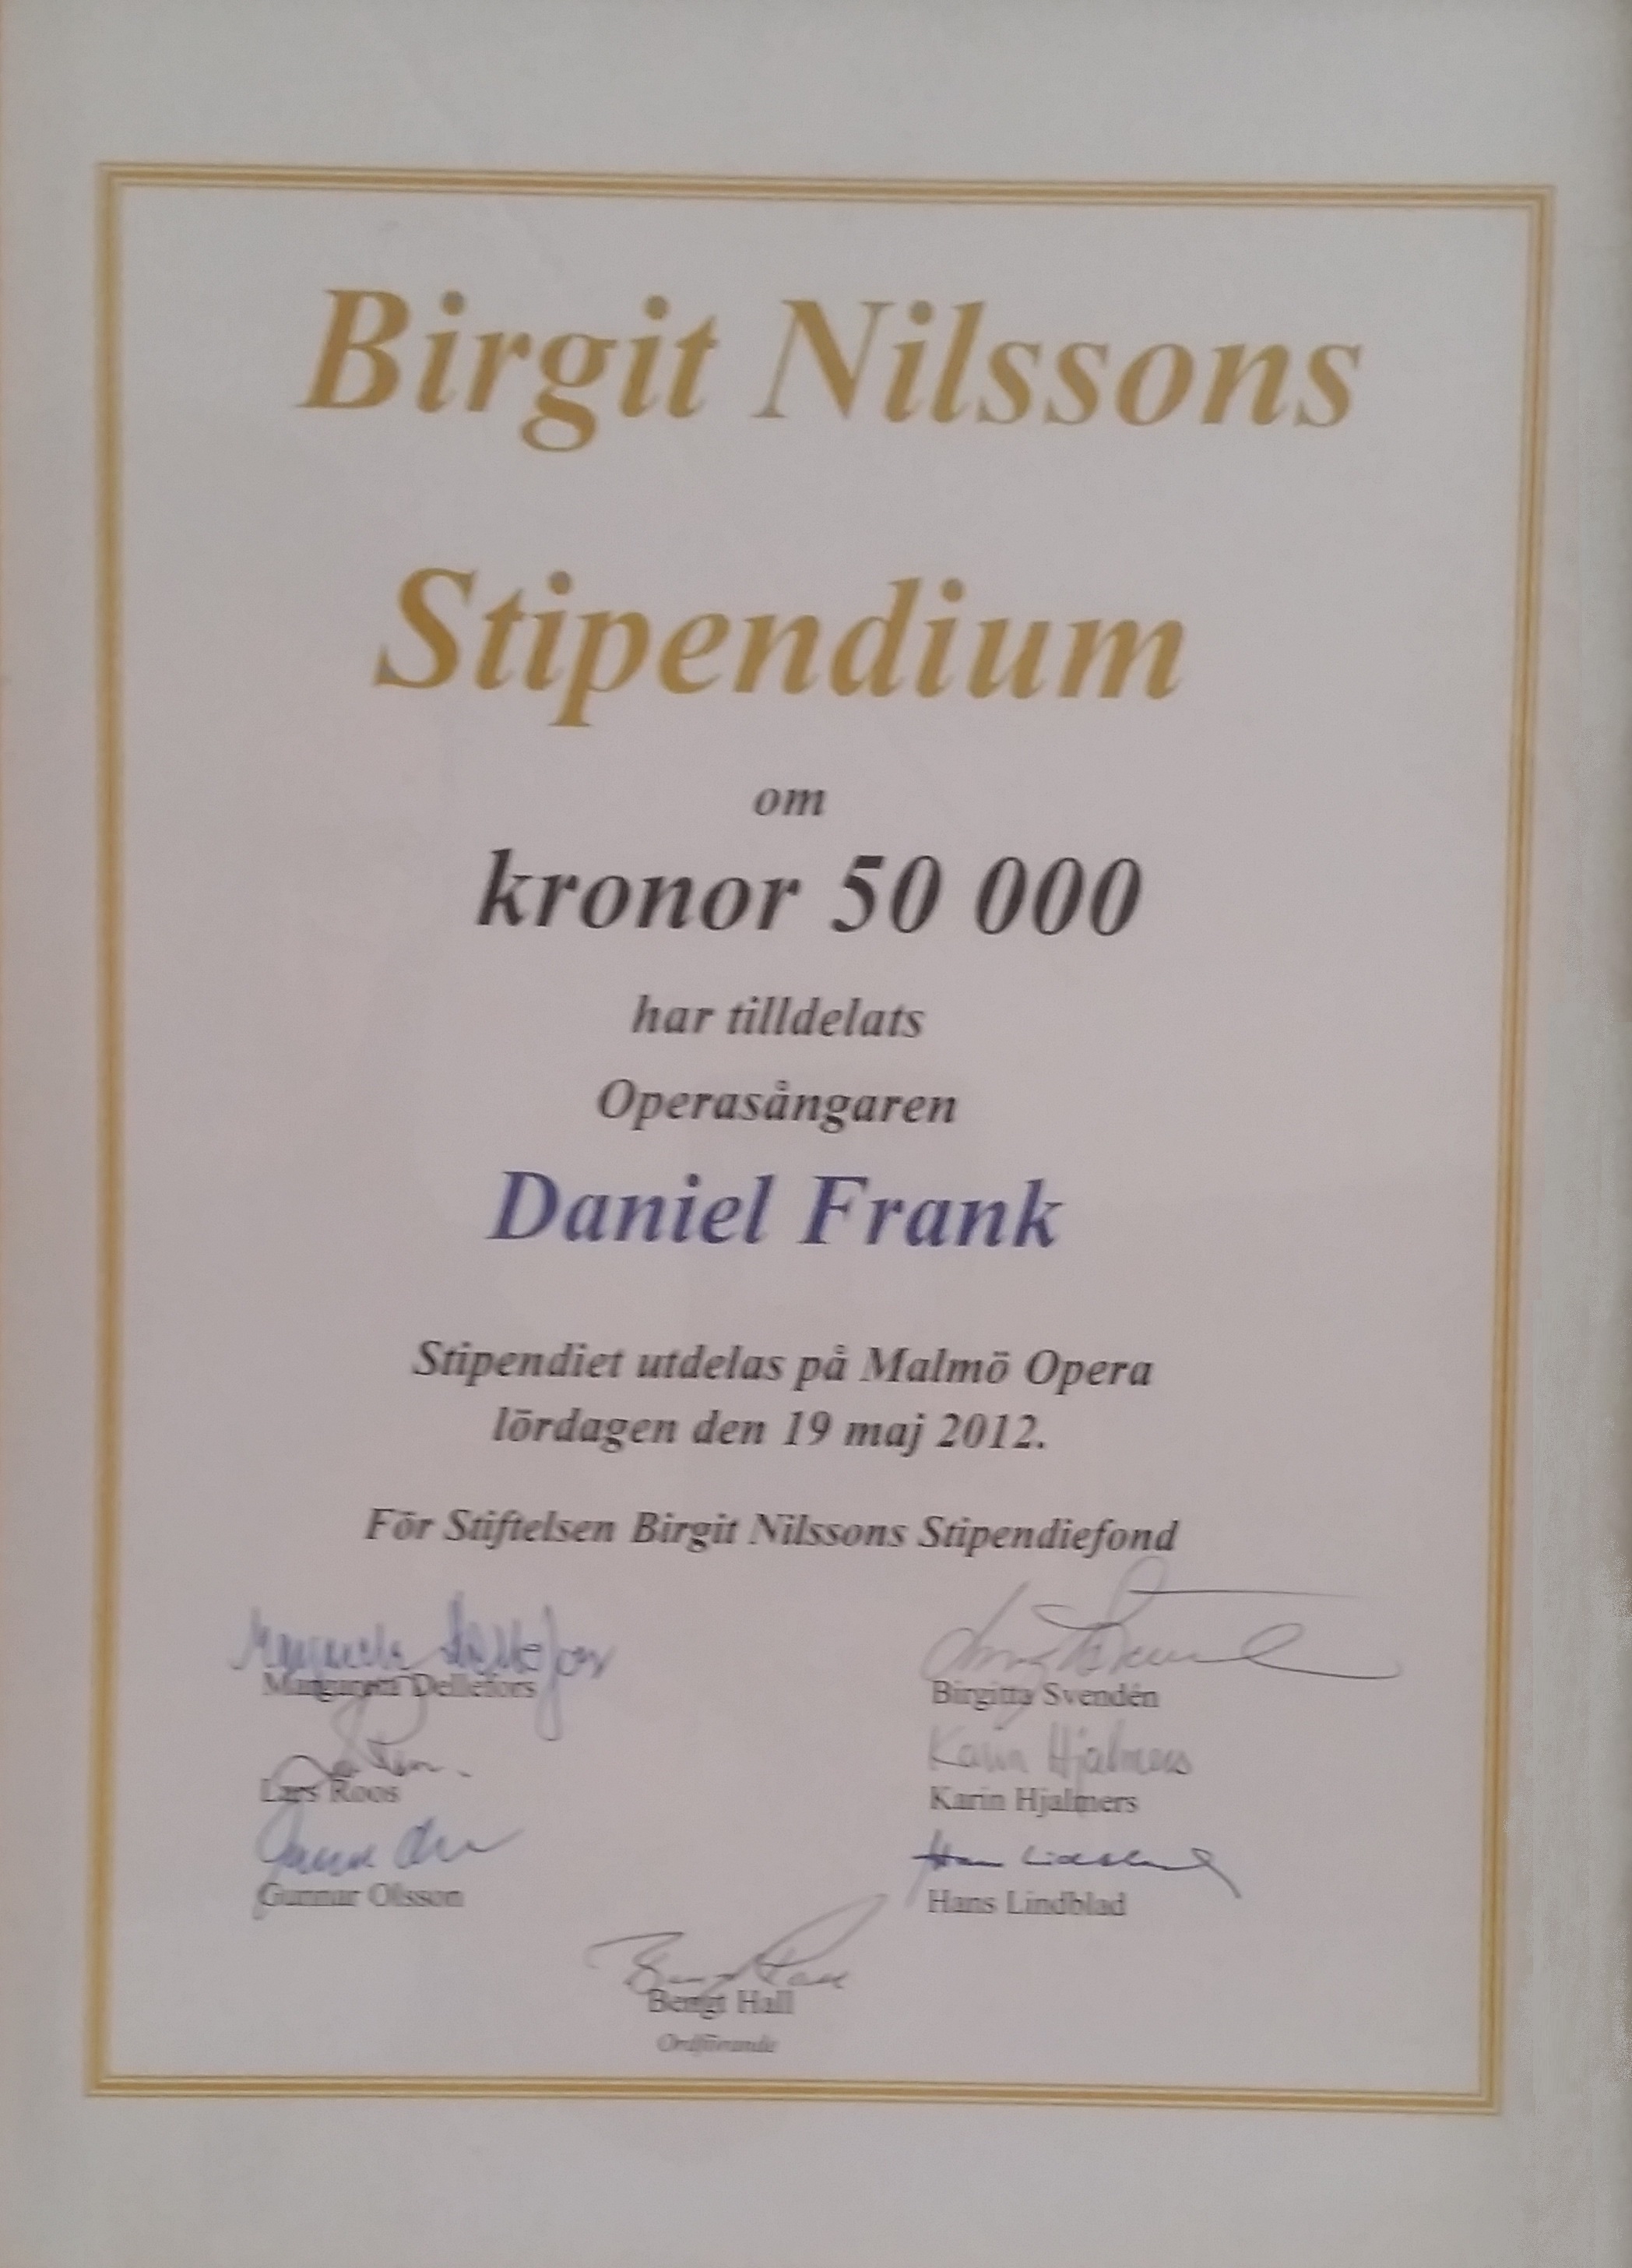 Birgit Nilssons
Stipendium
om
kronor 50 000
har tilldelats
Operasångaren
Daniel Frank
Stipendiet utdelas på Malmö Opera
lördagen den 19 maj 2012.
För Stiftelsen Birgit Nilssons Stipendiefond
Margareta Dellefors
Birgitta Svendén
Karin Hjalmers
Lars Roos
Karin Hjalmers
Gunnar Olsson
Hans Lindblad
Bengt Hall
Ordförande